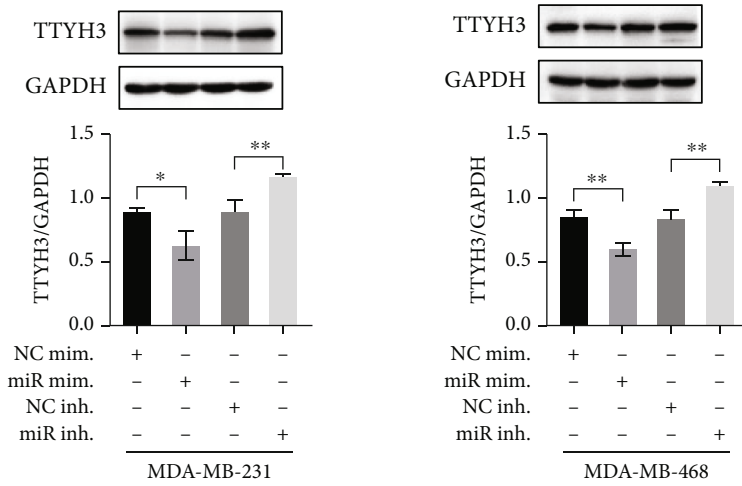 TTYH3
GAPDH
1.5
1.0
0.5
0.0
TTYH3/GAPDH
* **
NC mim. + – – –
miR mim. – + – –
NC inh. – – + –
miR inh. – – – +
MDA-MB-231
TTYH3
GAPDH
1.5
1.0
0.5
0.0
TTYH3/GAPDH
** **
NC mim. + – – –
miR mim. – + – –
NC inh. – – + –
miR inh. – – – +
MDA-MB-468